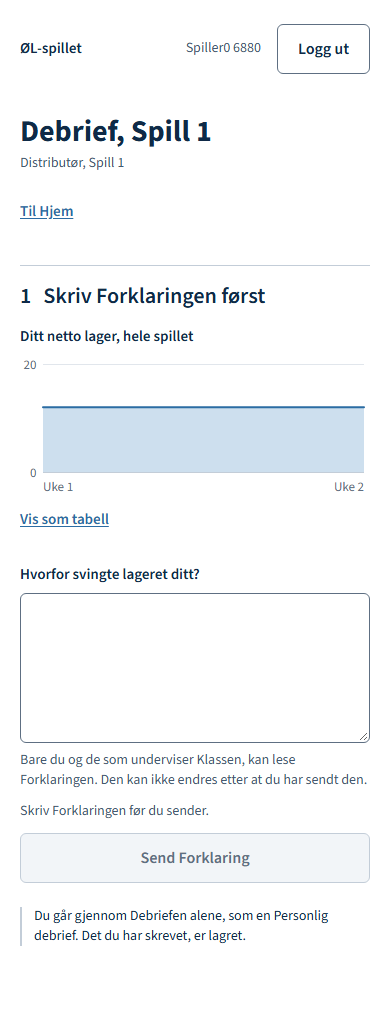 ØL-spillet
Spiller0 6880
Logg ut
Debrief, Spill 1
Distributør, Spill 1
Til Hjem
1 Skriv Forklaringen først
Ditt netto lager, hele spillet
20
0
Uke 1
Uke 2
Vis som tabell
Hvorfor svingte lageret ditt?
Bare du og de som underviser Klassen, kan lese
Forklaringen. Den kan ikke endres etter at du har sendt den.
Skriv Forklaringen før du sender.
Send Forklaring
Du går gjennom Debriefen alene, som en Personlig
debrief. Det du har skrevet, er lagret.